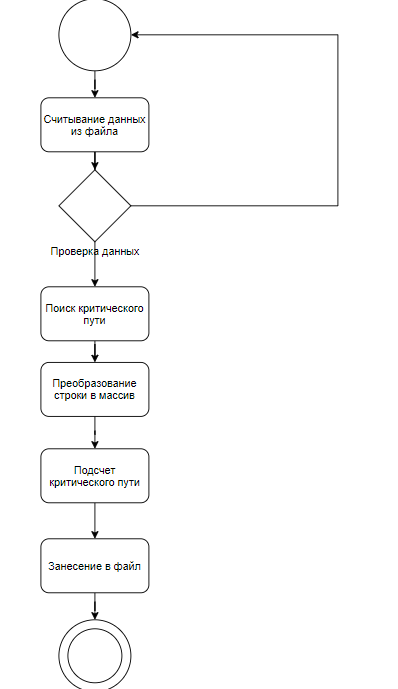 Считывание данных
из файла
Проверка данных
Поиск критического
пути
Преобразование
строки в массив
Подсчет
критического пути
Занесение в файл